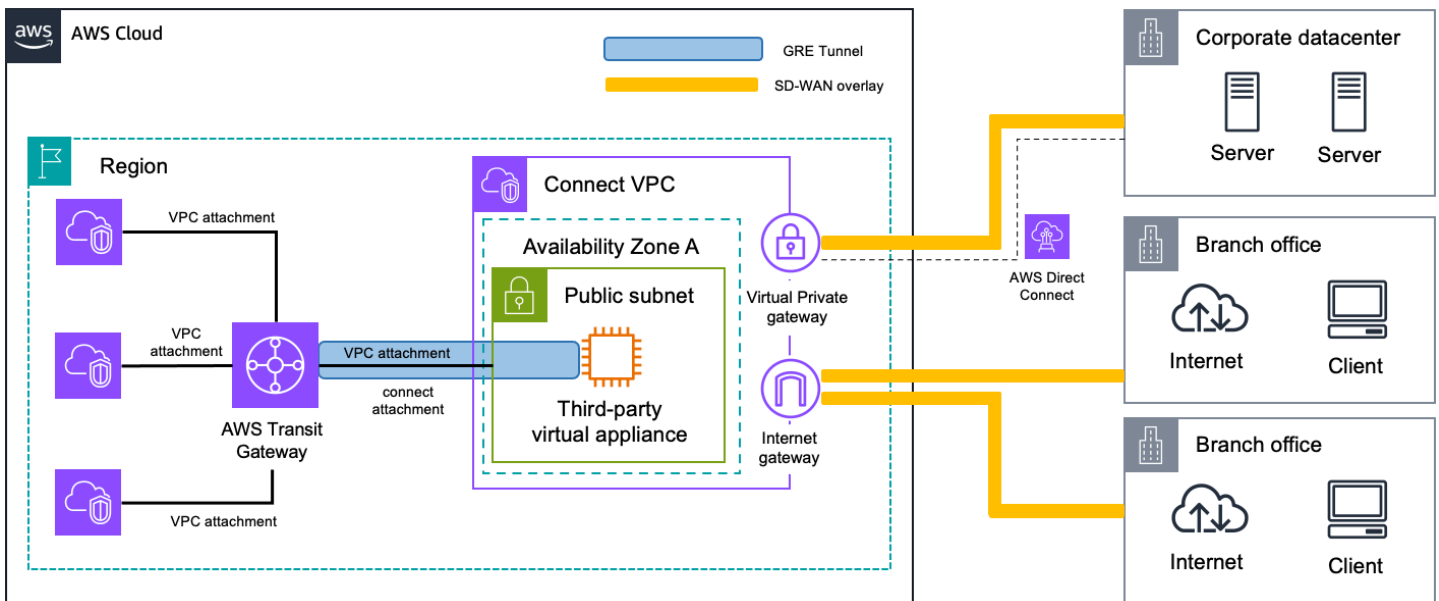 aws
AWS Cloud
GRE Tunnel
SD-WAN overlay
Corporate datacenter
Server
Server
Region
VPC attachment
Connect VPC
Availability Zone A
Public subnet
VPC
attachment
VPC attachment
connect
attachment
AWS Transit
Gateway
Third-party
virtual appliance
VPC attachment
Virtual Private
gateway
Internet
gateway
AWS Direct
Connect
Branch office
Internet
Client
Branch office
Internet
Client